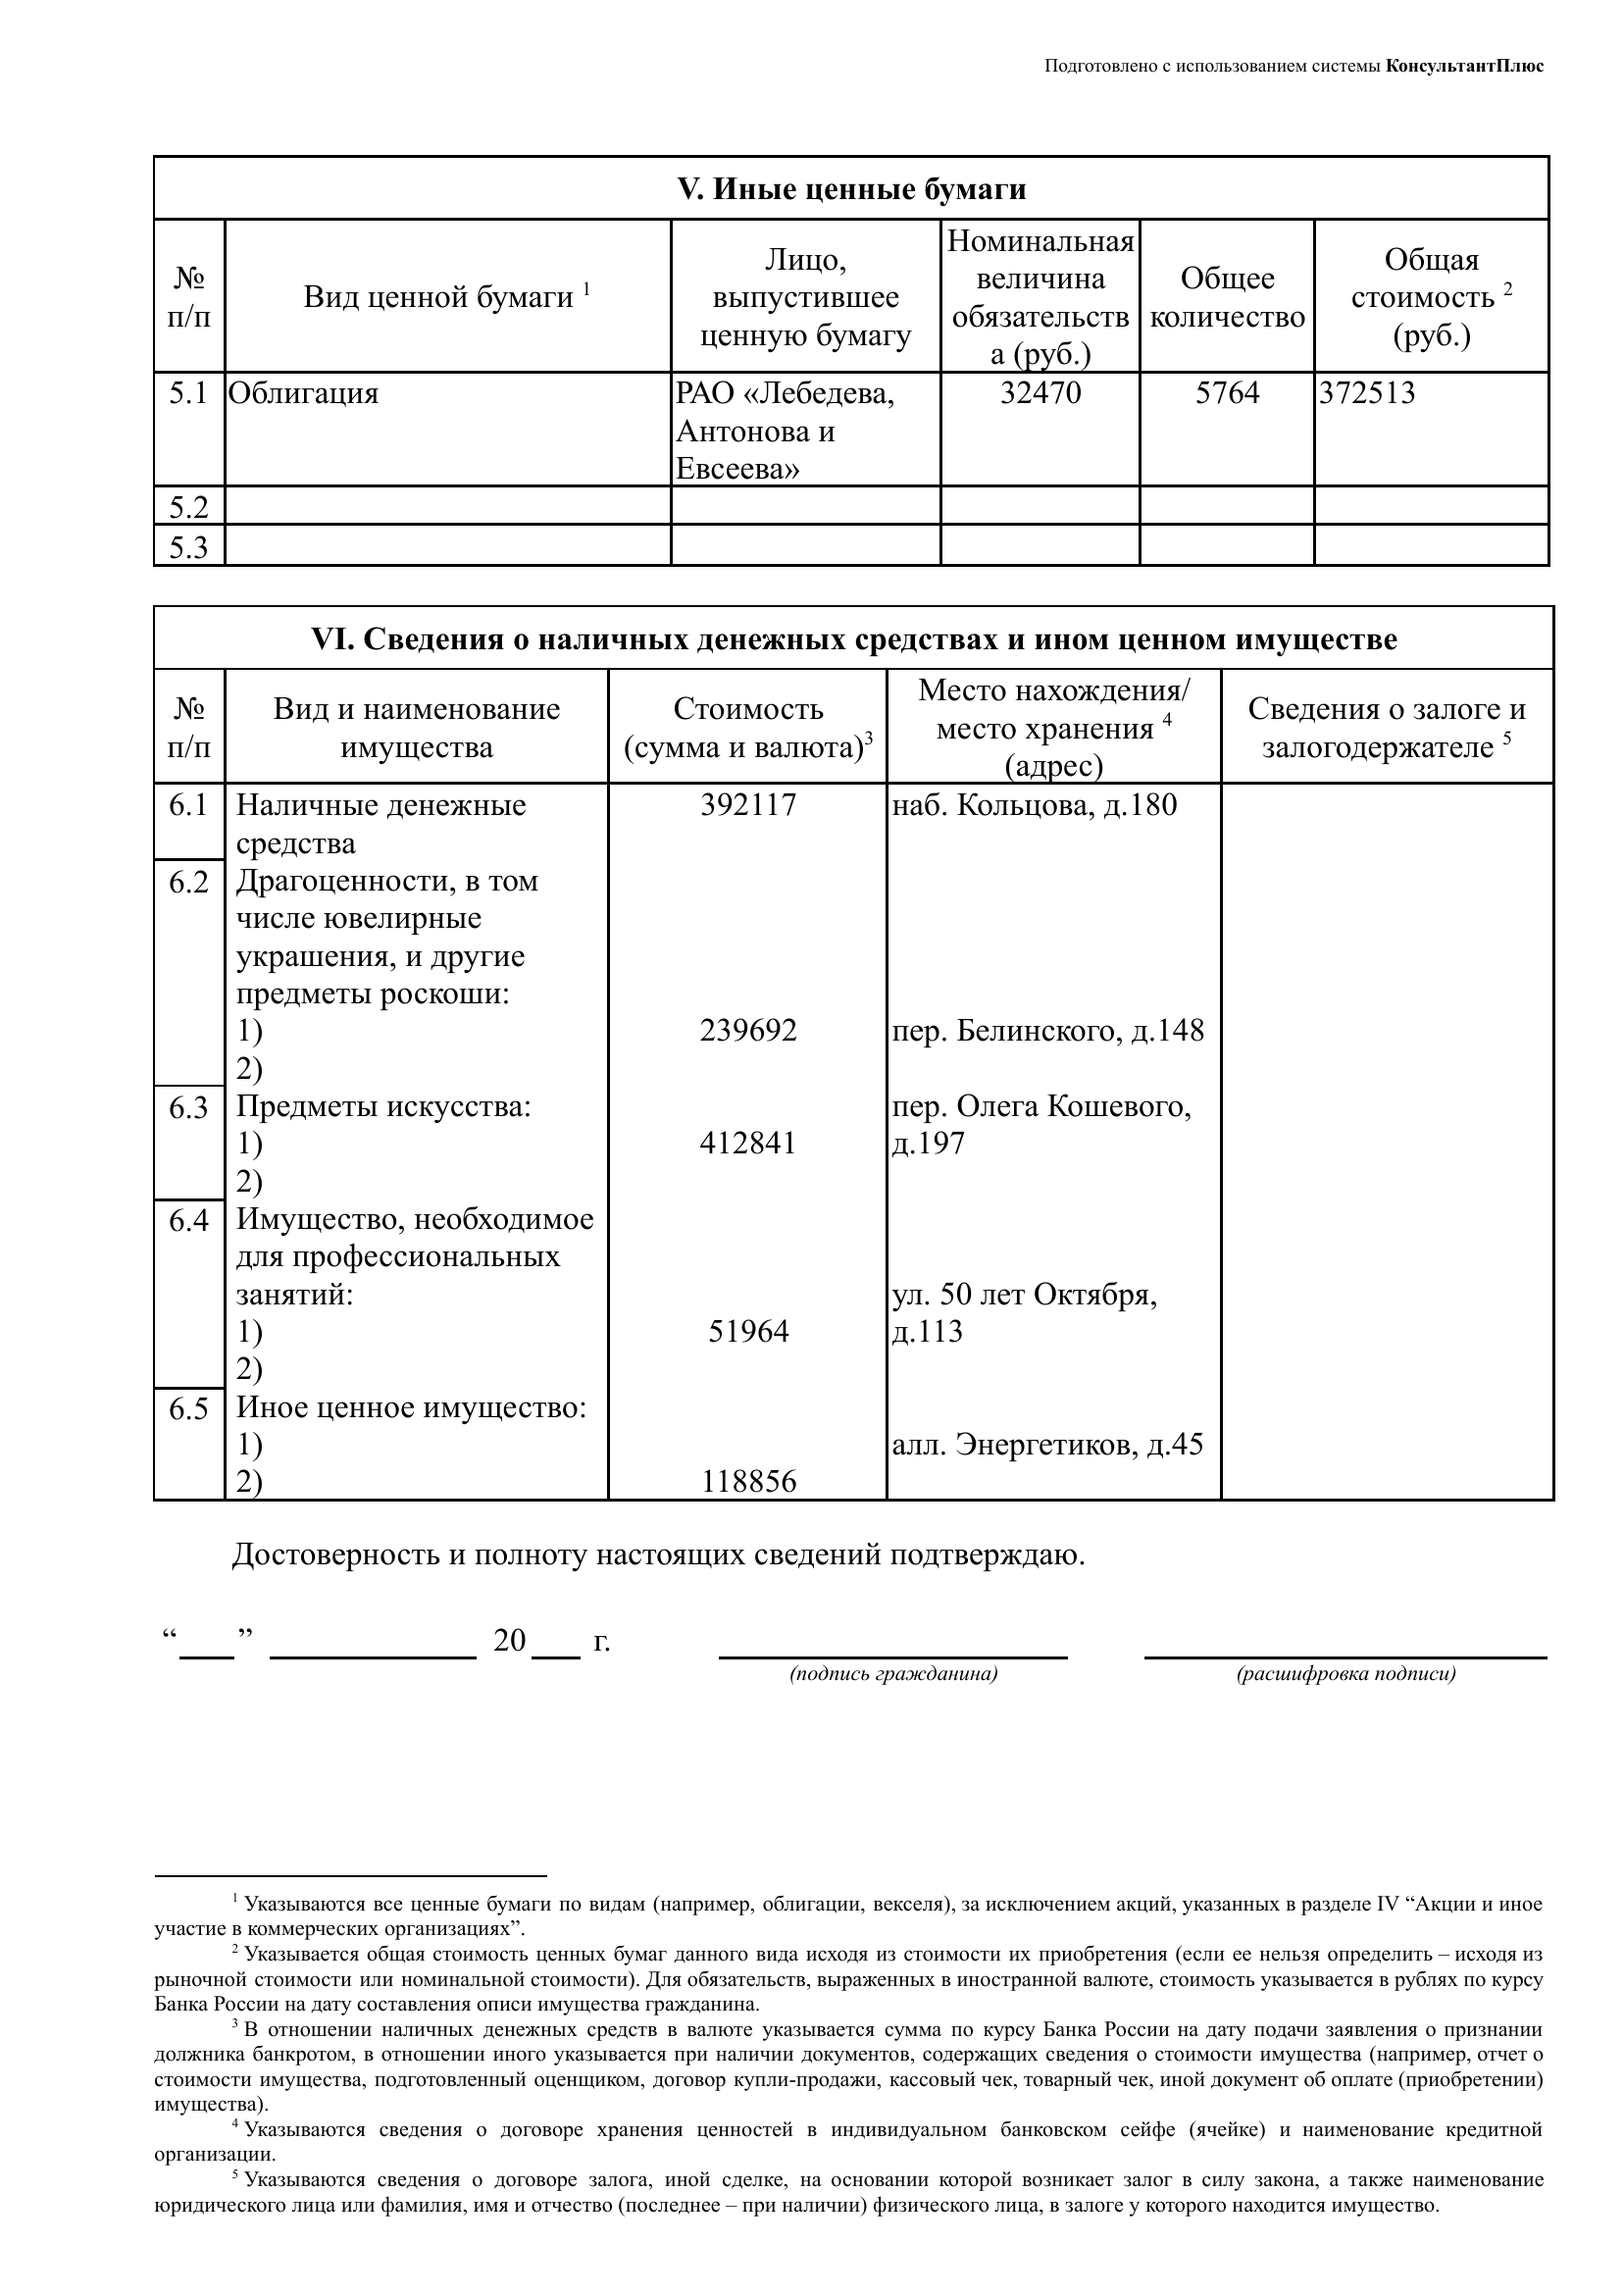 Подготовлено с использованием системы КонсультантПлюс
V. Иные ценные бумаги
№
п/п
Вид ценной бумаги 1
Лицо,
выпустившее
ценную бумагу
Номинальная
величина
обязательств
а (руб.)
Общее
количество
Общая
стоимость 2
(руб.)
5.1
Облигация
РАО «Лебедева,
Антонова и
Евсеева»
32470
5764
372513
5.2
5.3
VI. Сведения о наличных денежных средствах и ином ценном имуществе
№
п/п
Вид и наименование
имущества
Стоимость
(сумма и валюта)3
Место нахождения/
место хранения 4
(адрес)
Сведения о залоге и
залогодержателе 5
6.1
Наличные денежные
средства
392117
наб. Кольцова, д.180
6.2
Драгоценности, в том
числе ювелирные
украшения, и другие
предметы роскоши:
1)
239692
пер. Белинского, д.148
2)
6.3
Предметы искусства:
пер. Олега Кошевого,
1)
412841
д.197
2)
6.4
Имущество, необходимое
для профессиональных
занятий:
ул. 50 лет Октября,
1)
51964
д.113
2)
6.5
Иное ценное имущество:
1)
алл. Энергетиков, д.45
2)
118856
Достоверность и полноту настоящих сведений подтверждаю.
“___” ____________ 20 ___ г.
(подпись гражданина)
(расшифровка подписи)
1 Указываются все ценные бумаги по видам (например, облигации, векселя), за исключением акций, указанных в разделе IV “Акции и иное
участие в коммерческих организациях”.
2 Указывается общая стоимость ценных бумаг данного вида исходя из стоимости их приобретения (если ее нельзя определить – исходя из
рыночной стоимости или номинальной стоимости). Для обязательств, выраженных в иностранной валюте, стоимость указывается в рублях по курсу
Банка России на дату составления описи имущества гражданина.
3 В отношении наличных денежных средств в валюте указывается сумма по курсу Банка России на дату подачи заявления о признании
должника банкротом, в отношении иного указывается при наличии документов, содержащих сведения о стоимости имущества (например, отчет о
стоимости имущества, подготовленный оценщиком, договор купли-продажи, кассовый чек, товарный чек, иной документ об оплате (приобретении)
имущества).
4 Указываются сведения о договоре хранения ценностей в индивидуальном банковском сейфе (ячейке) и наименование кредитной
организации.
5 Указываются сведения о договоре залога, иной сделке, на основании которой возникает залог в силу закона, а также наименование
юридического лица или фамилия, имя и отчество (последнее – при наличии) физического лица, в залоге у которого находится имущество.